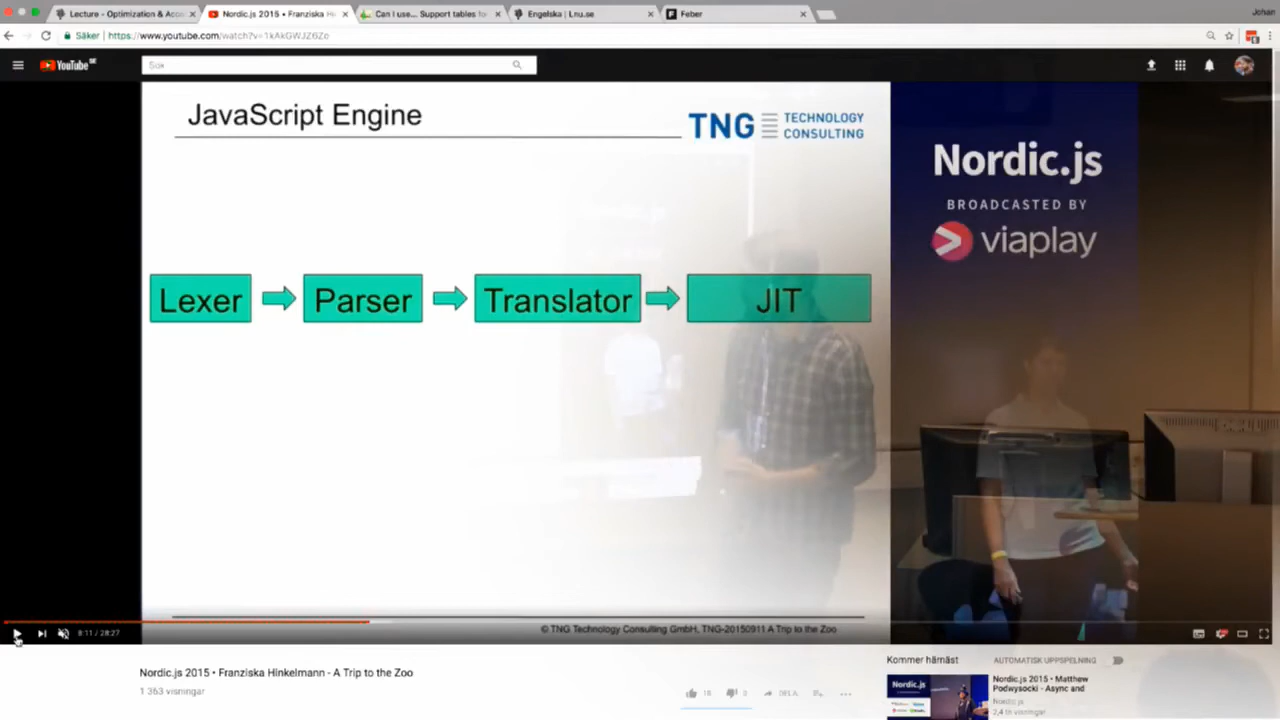 Lecture - Optimization & Acc
Nordic.js 2015 • Franziska Hi
Can I use... Support tables fo
Engelska | Lnu.se
Feber
Johan
Säker
https://www.youtube.com/watch?v=1kAkGWJZ6Zo
YouTube SE
Sök
JavaScript Engine
TNG TECHNOLOGY
CONSULTING
Lexer
Parser
Translator
JIT
Nordic.js
BROADCASTED BY
viaplay
© TNG Technology Consulting GmbH, TNG-20150911 A Trip to the Zoo
8:11 / 28:27
Nordic.js 2015 • Franziska Hinkelmann - A Trip to the Zoo
1 363 visningar
DELA
Kommer härnäst
AUTOMATISK UPPSPELNING
Nordic.js
Nordic.js 2015 • Matthew
Podwysocki - Async and
Nordic.js
2,4 tn visningar